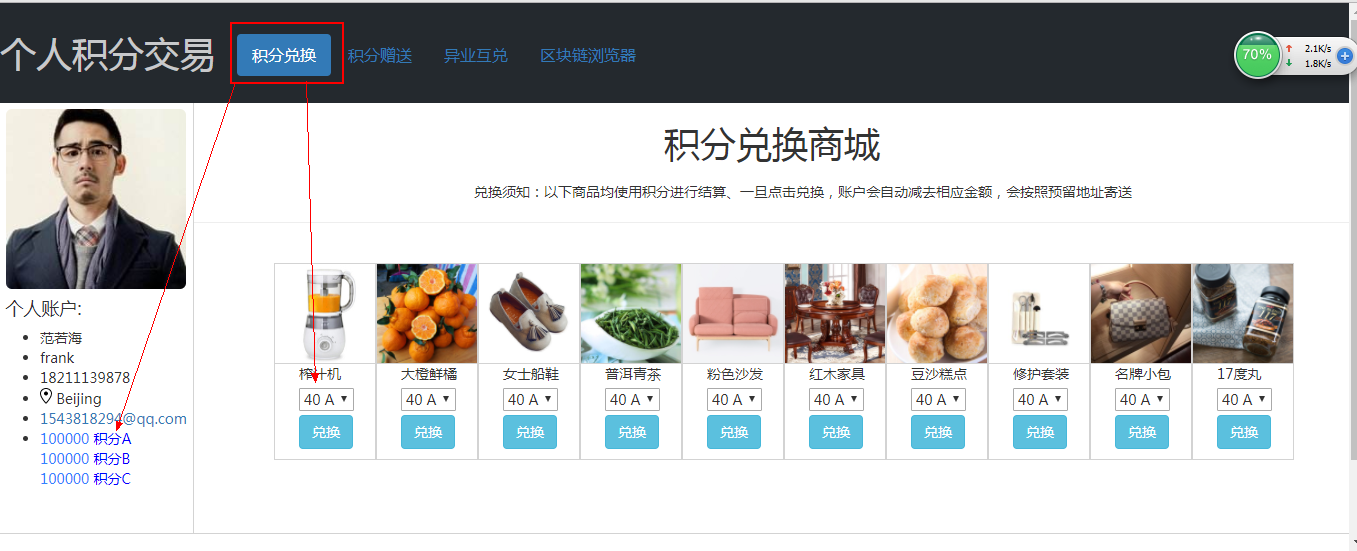 个人积分交易 积分兑换 积分赠送 异业互兑 区块链浏览器
70% 2.1K/s
1.8K/s
积分兑换商城
兑换须知：以下商品均使用积分进行结算、一旦点击兑换，账户会自动减去相应金额，会按照预留地址寄送
个人账户:
范若海
frank
18211139878
Beijing
1543818294@qq.com
100000 积分A
100000 积分B
100000 积分C
榨汁机 大橙鲜橘 女士船鞋 普洱青茶 粉色沙发 红木家具 豆沙糕点 修护套装 名牌小包 17度丸
40 A 40 A 40 A 40 A 40 A 40 A 40 A 40 A 40 A 40 A
兑换 兑换 兑换 兑换 兑换 兑换 兑换 兑换 兑换 兑换